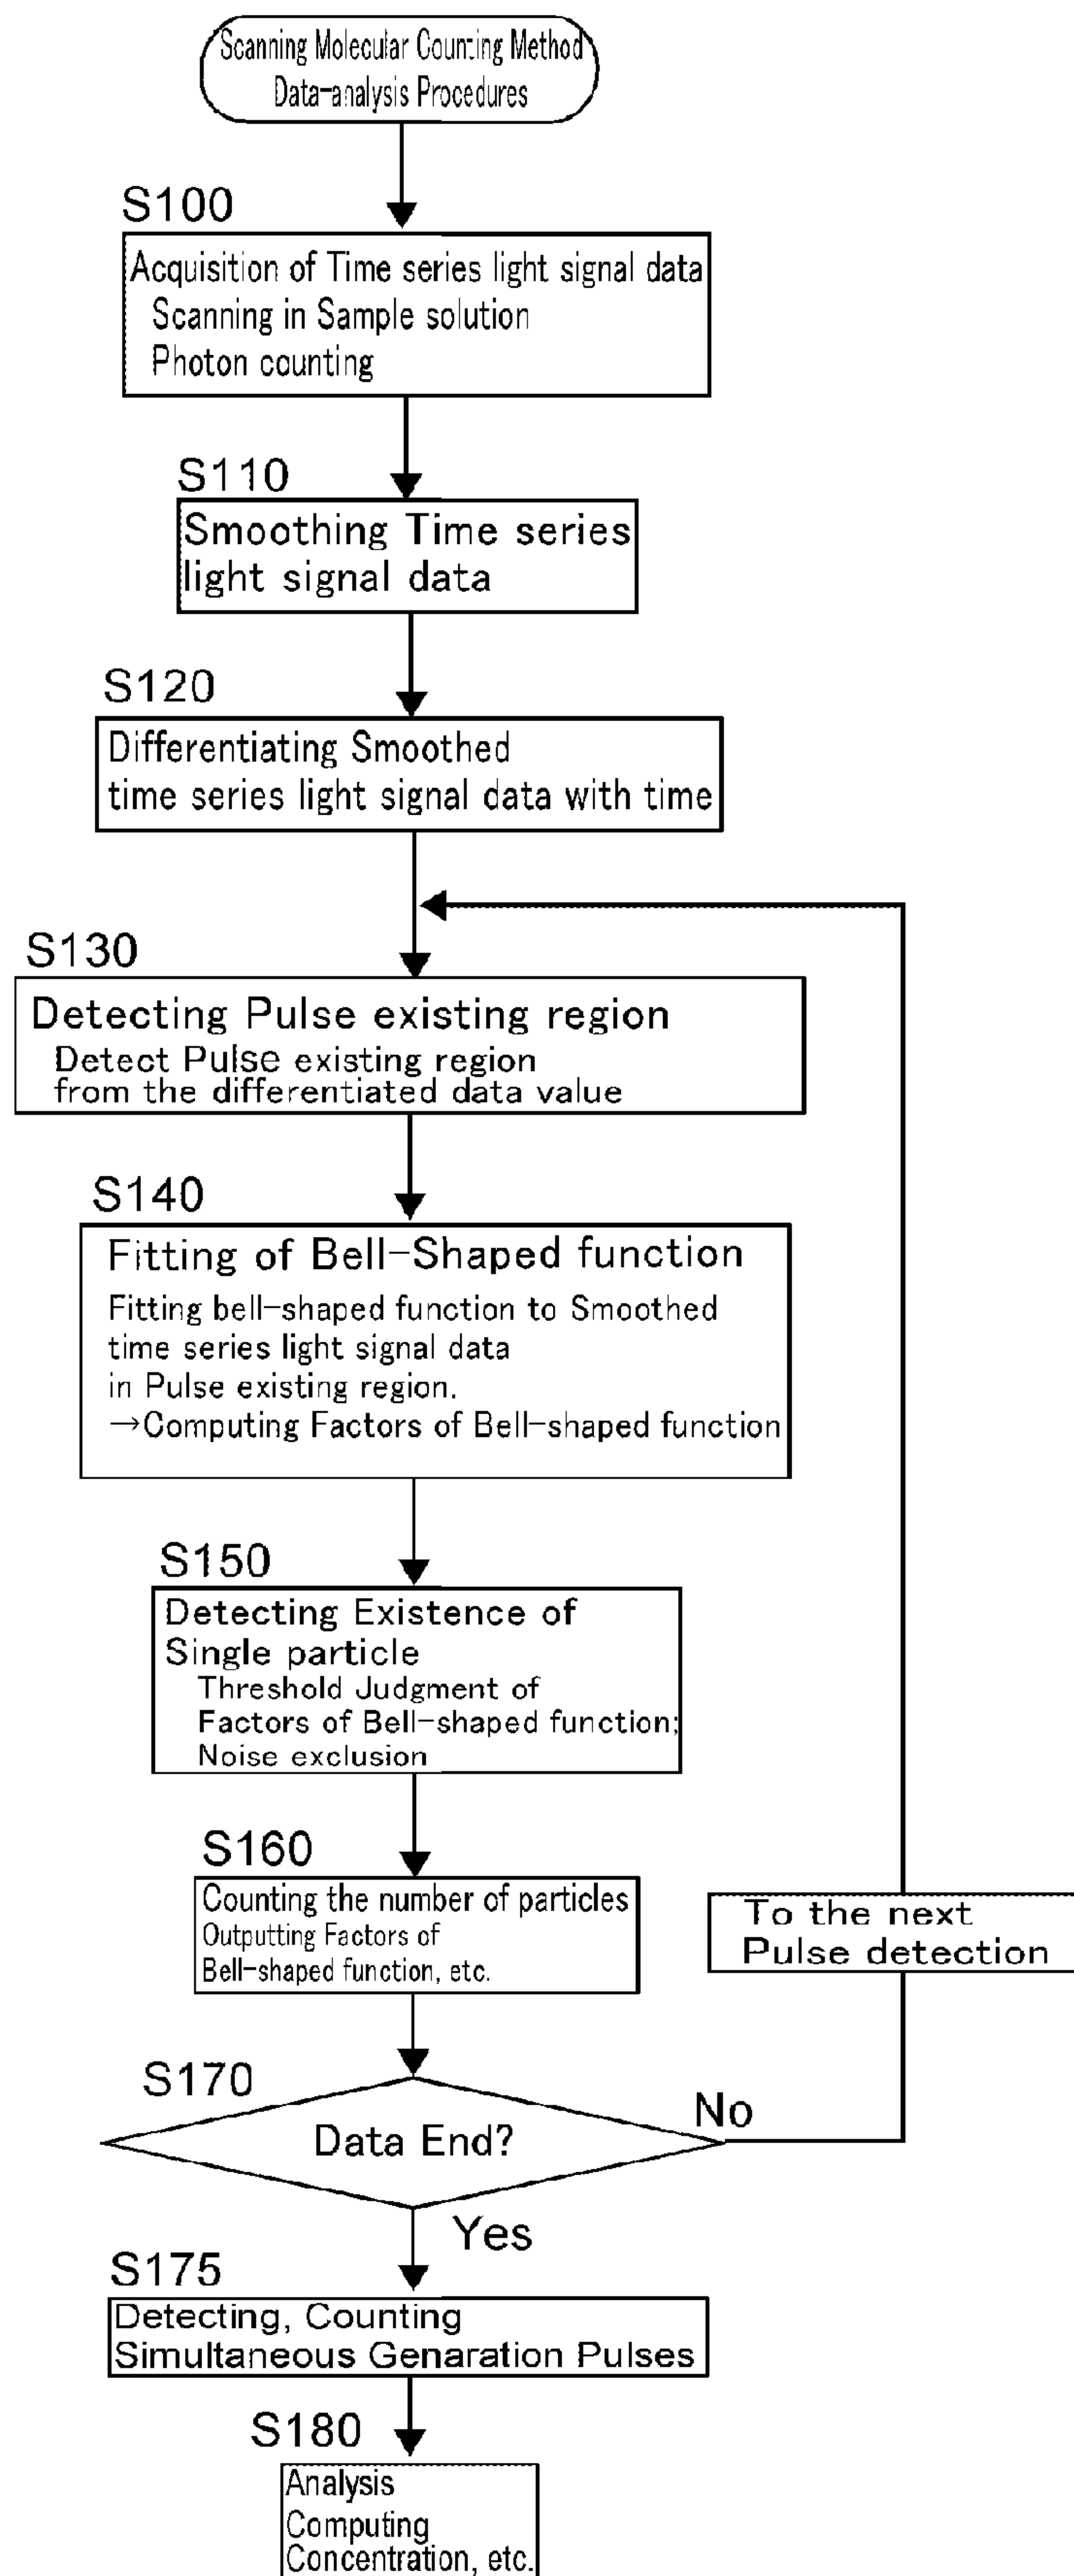 Scanning Molecular Counting Method
Data-analysis Procedures
S100
Acquisition of Time series light signal data
Scanning in Sample solution
Photon counting
S110
Smoothing Time series
light signal data
S120
Differentiating Smoothed
time series light signal data with time
S130
Detecting Pulse existing region
Detect Pulse existing region
from the differentiated data value
S140
Fitting of Bell-Shaped function
Fitting bell-shaped function to Smoothed
time series light signal data
in Pulse existing region.
→Computing Factors of Bell-shaped function
S150
Detecting Existence of
Single particle
Threshold Judgment of
Factors of Bell-shaped function;
Noise exclusion
S160
Counting the number of particles
Outputting Factors of
Bell-shaped function, etc.
To the next
Pulse detection
S170
Data End?
No
Yes
S175
Detecting, Counting
Simultaneous Genaration Pulses
S180
Analysis
Computing
Concentration, etc.